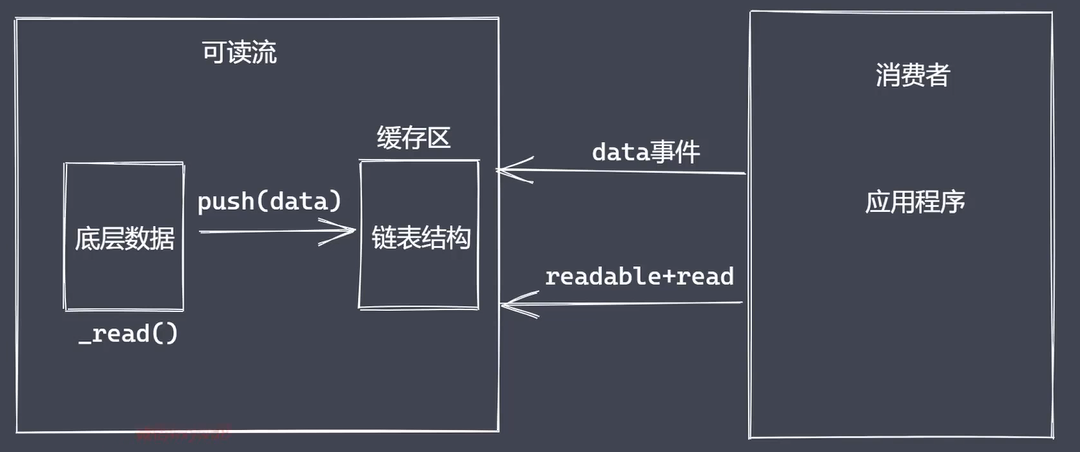 可读流
消费者
缓存区
data事件
push(data)
应用程序
底层数据
链表结构
readable+read
_read()